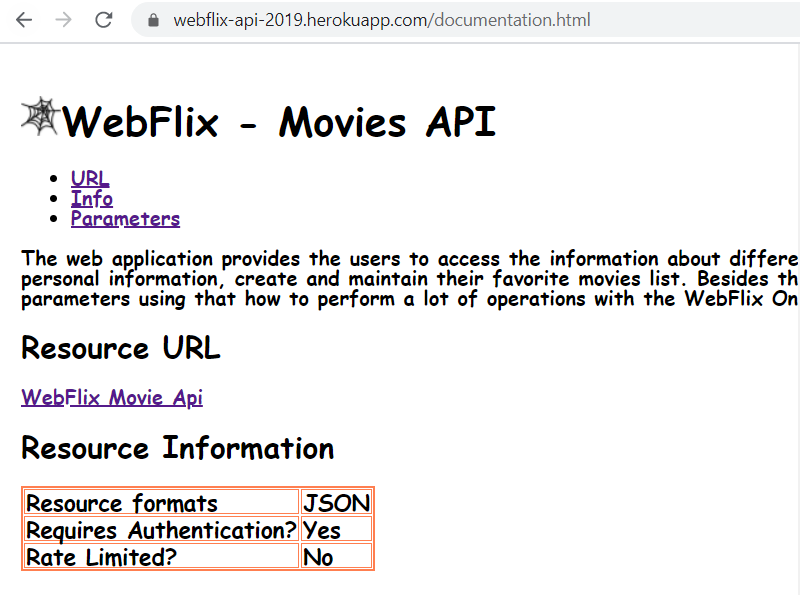 webflix-api-2019.herokuapp.com/documentation.html
WebFlix - Movies API
URL
Info
Parameters
The web application provides the users to access the information about differe
personal information, create and maintain their favorite movies list. Besides th
parameters using that how to perform a lot of operations with the WebFlix On
Resource URL
WebFlix Movie Api
Resource Information
Resource formats JSON
Requires Authentication? Yes
Rate Limited? No